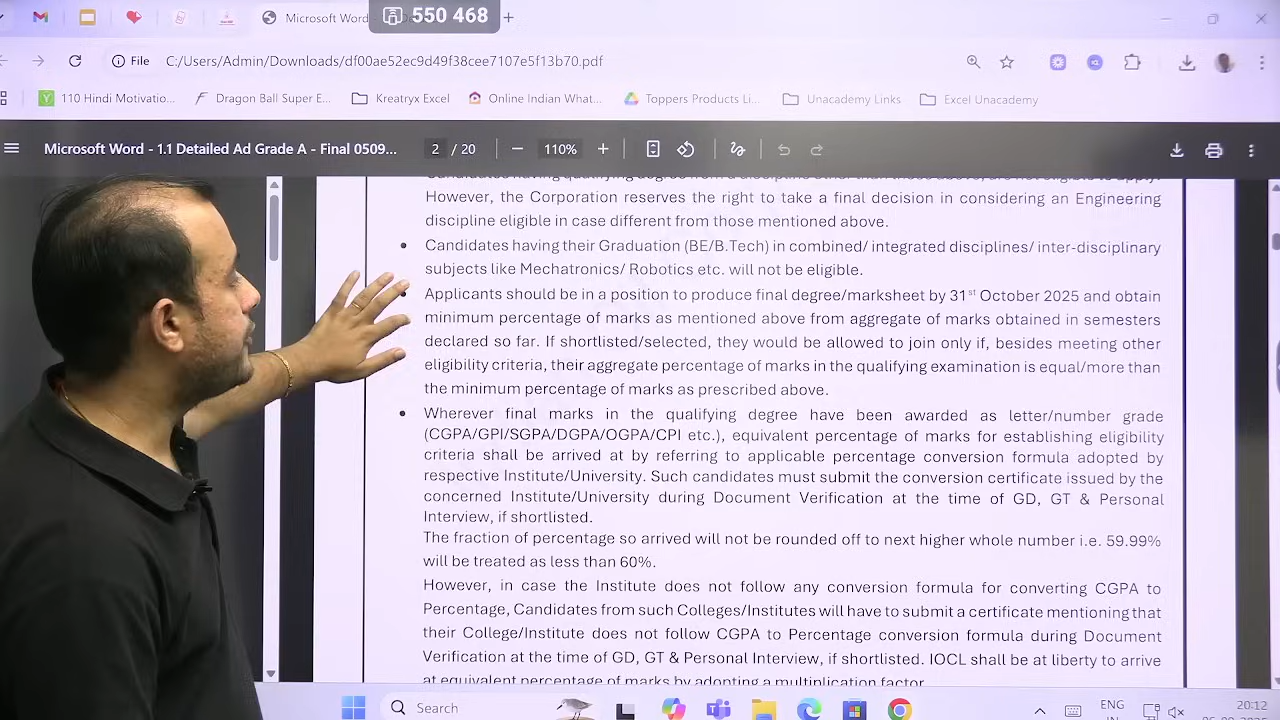 Microsoft Word
550 468
File C:/Users/Admin/Downloads/df00ae52ec9d49f38cee7107e5f13b70.pdf
110 Hindi Motivatio... Dragon Ball Super E... Kreatryx Excel Online Indian What... Toppers Products Li... Unacademy Links Excel Unacademy
Microsoft Word - 1.1 Detailed Ad Grade A - Final 0509... 2 / 20 110%
However, the Corporation reserves the right to take a final decision in considering an Engineering
discipline eligible in case different from those mentioned above.
• Candidates having their Graduation (BE/B.Tech) in combined/ integrated disciplines/ inter-disciplinary
subjects like Mechatronics/ Robotics etc. will not be eligible.
• Applicants should be in a position to produce final degree/marksheet by 31st October 2025 and obtain
minimum percentage of marks as mentioned above from aggregate of marks obtained in semesters
declared so far. If shortlisted/selected, they would be allowed to join only if, besides meeting other
eligibility criteria, their aggregate percentage of marks in the qualifying examination is equal/more than
the minimum percentage of marks as prescribed above.
• Wherever final marks in the qualifying degree have been awarded as letter/number grade
(CGPA/GPI/SGPA/DGPA/OGPA/CPI etc.), equivalent percentage of marks for establishing eligibility
criteria shall be arrived at by referring to applicable percentage conversion formula adopted by
respective Institute/University. Such candidates must submit the conversion certificate issued by the
concerned Institute/University during Document Verification at the time of GD, GT & Personal
Interview, if shortlisted.
The fraction of percentage so arrived will not be rounded off to next higher whole number i.e. 59.99%
will be treated as less than 60%.
However, in case the Institute does not follow any conversion formula for converting CGPA to
Percentage, Candidates from such Colleges/Institutes will have to submit a certificate mentioning that
their College/Institute does not follow CGPA to Percentage conversion formula during Document
Verification at the time of GD, GT & Personal Interview, if shortlisted. IOCL shall be at liberty to arrive
at equivalent percentage of marks by adopting a multiplication factor
Search
ENG
IN
20:12